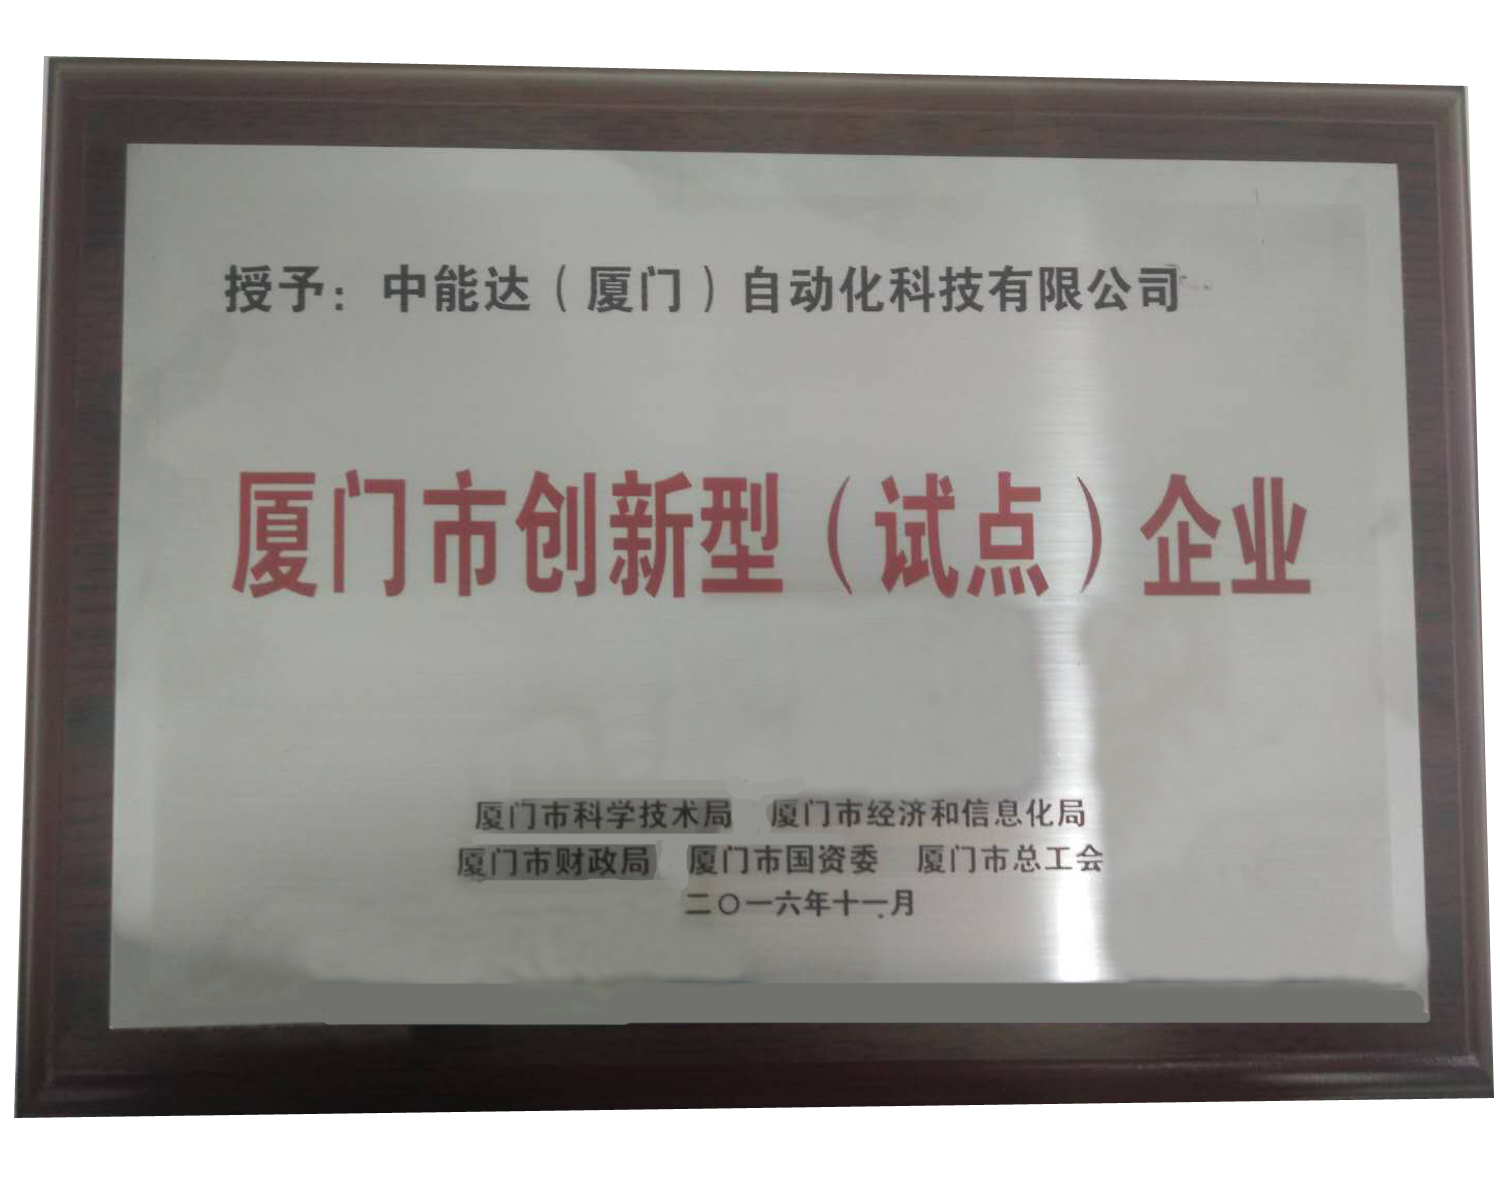 授予：中能达（厦门）自动化科技有限公司
厦门市创新型（试点）企业
厦门市科学技术局 厦门市经济和信息化局
厦门市财政局 厦门市国资委 厦门市总工会
二〇一六年十一月